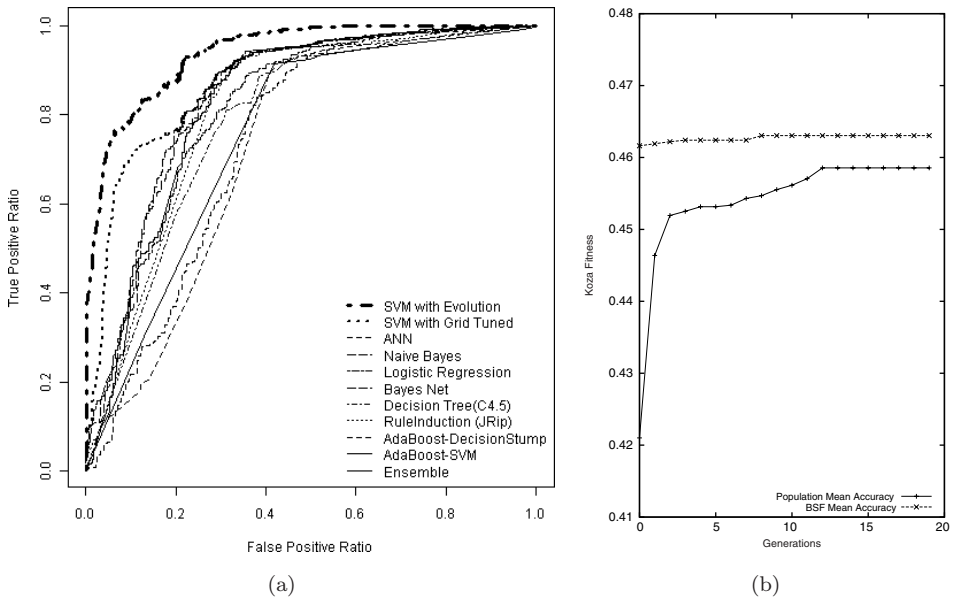 True Positive Ratio
1.0
0.8
0.6
0.4
0.2
0.0
SVM with Evolution
SVM with Grid Tuned
ANN
Naive Bayes
Logistic Regression
Bayes Net
Decision Tree(C4.5)
RuleInduction (JRip)
AdaBoost-DecisionStump
AdaBoost-SVM
Ensemble
0.0 0.2 0.4 0.6 0.8 1.0
False Positive Ratio
(a)
Koza Fitness
0.48
0.47
0.46
0.45
0.44
0.43
0.42
0.41
Population Mean Accuracy
BSF Mean Accuracy
0 5 10 15 20
Generations
(b)